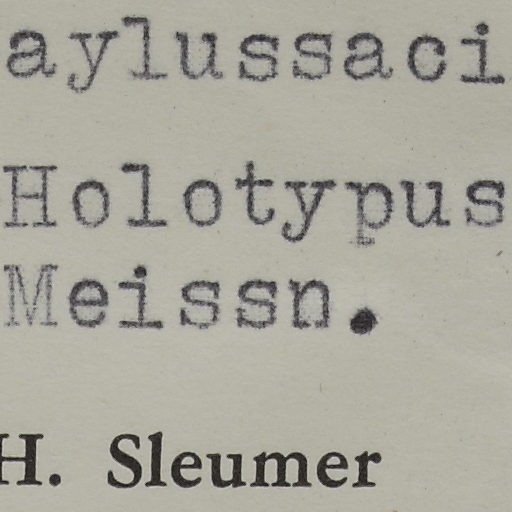 aylussaci
Holotypus
Meissn.
H. Sleumer